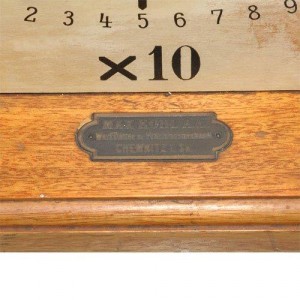 2 3 4 5 6 7 8 9
×10
MAX KOHL A.G.
CHEMNITZ i. Sa.